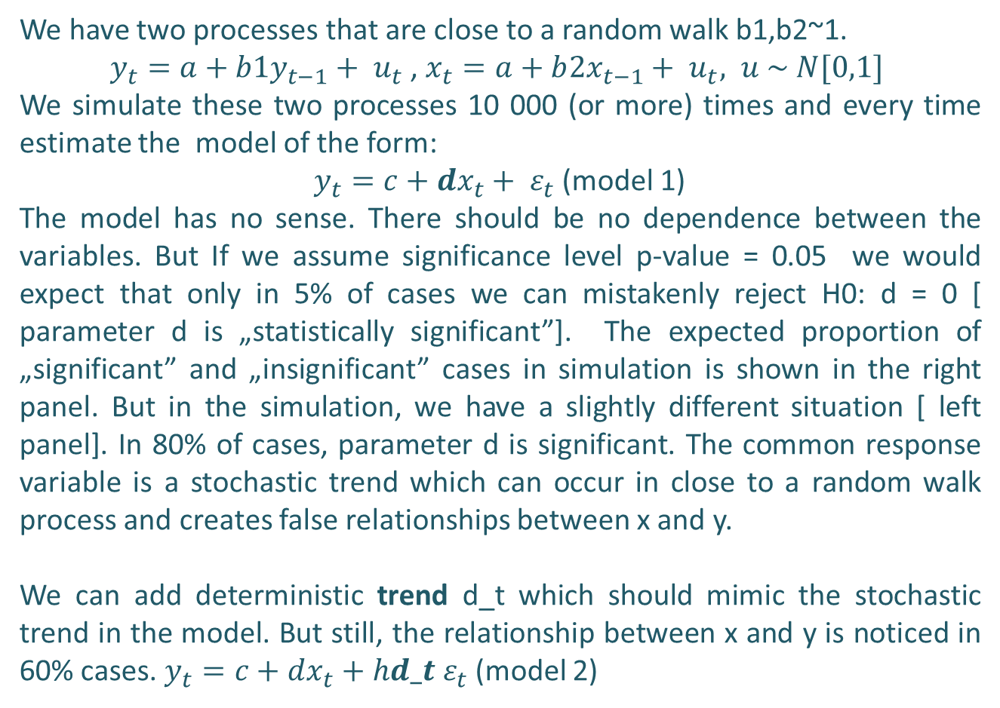 We have two processes that are close to a random walk b1,b2~1.
y_t = a + b1y_{t−1} + u_t , x_t = a + b2x_{t−1} + u_t, u ~ N[0,1]
We simulate these two processes 10 000 (or more) times and every time
estimate the model of the form:
y_t = c + dx_t + ε_t (model 1)
The model has no sense. There should be no dependence between the
variables. But If we assume significance level p-value = 0.05 we would
expect that only in 5% of cases we can mistakenly reject H0: d = 0 [
parameter d is „statistically significant”]. The expected proportion of
„significant” and „insignificant” cases in simulation is shown in the right
panel. But in the simulation, we have a slightly different situation [ left
panel]. In 80% of cases, parameter d is significant. The common response
variable is a stochastic trend which can occur in close to a random walk
process and creates false relationships between x and y.
We can add deterministic trend d_t which should mimic the stochastic
trend in the model. But still, the relationship between x and y is noticed in
60% cases. y_t = c + dx_t + hd_t ε_t (model 2)